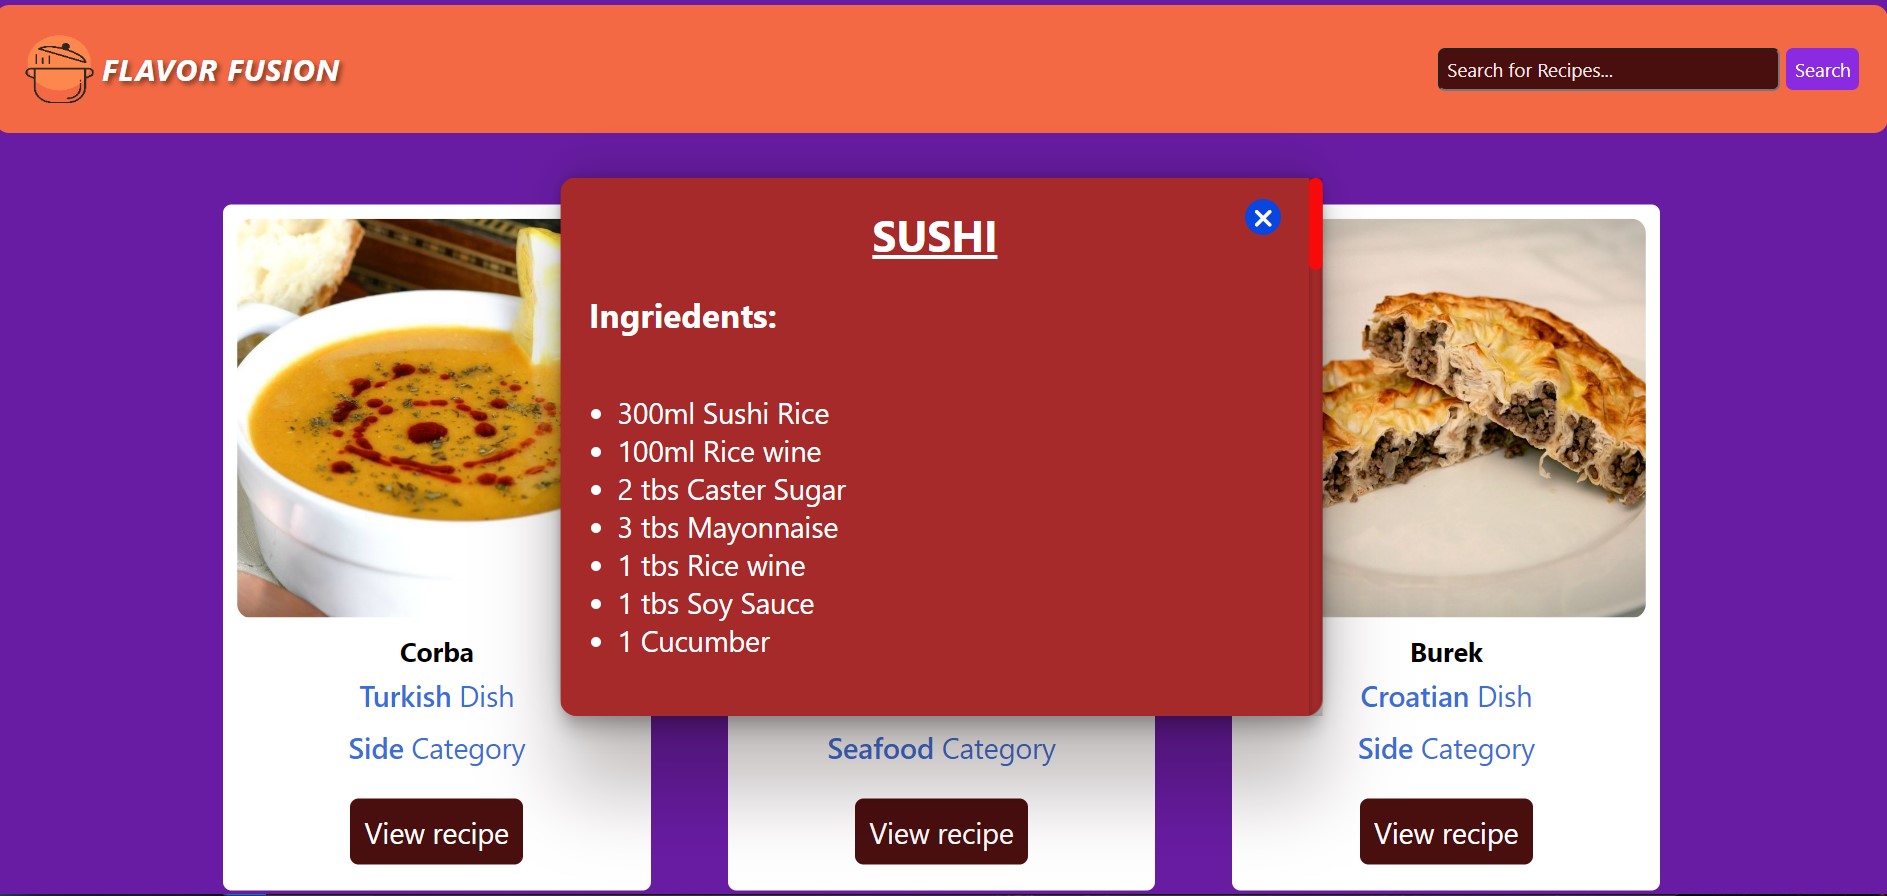 FLAVOR FUSION
Search for Recipes...
Search
SUSHI
Ingriedents:
300ml Sushi Rice
100ml Rice wine
2 tbs Caster Sugar
3 tbs Mayonnaise
1 tbs Rice wine
1 tbs Soy Sauce
1 Cucumber
Corba
Turkish Dish
Side Category
View recipe
Seafood Category
View recipe
Burek
Croatian Dish
Side Category
View recipe